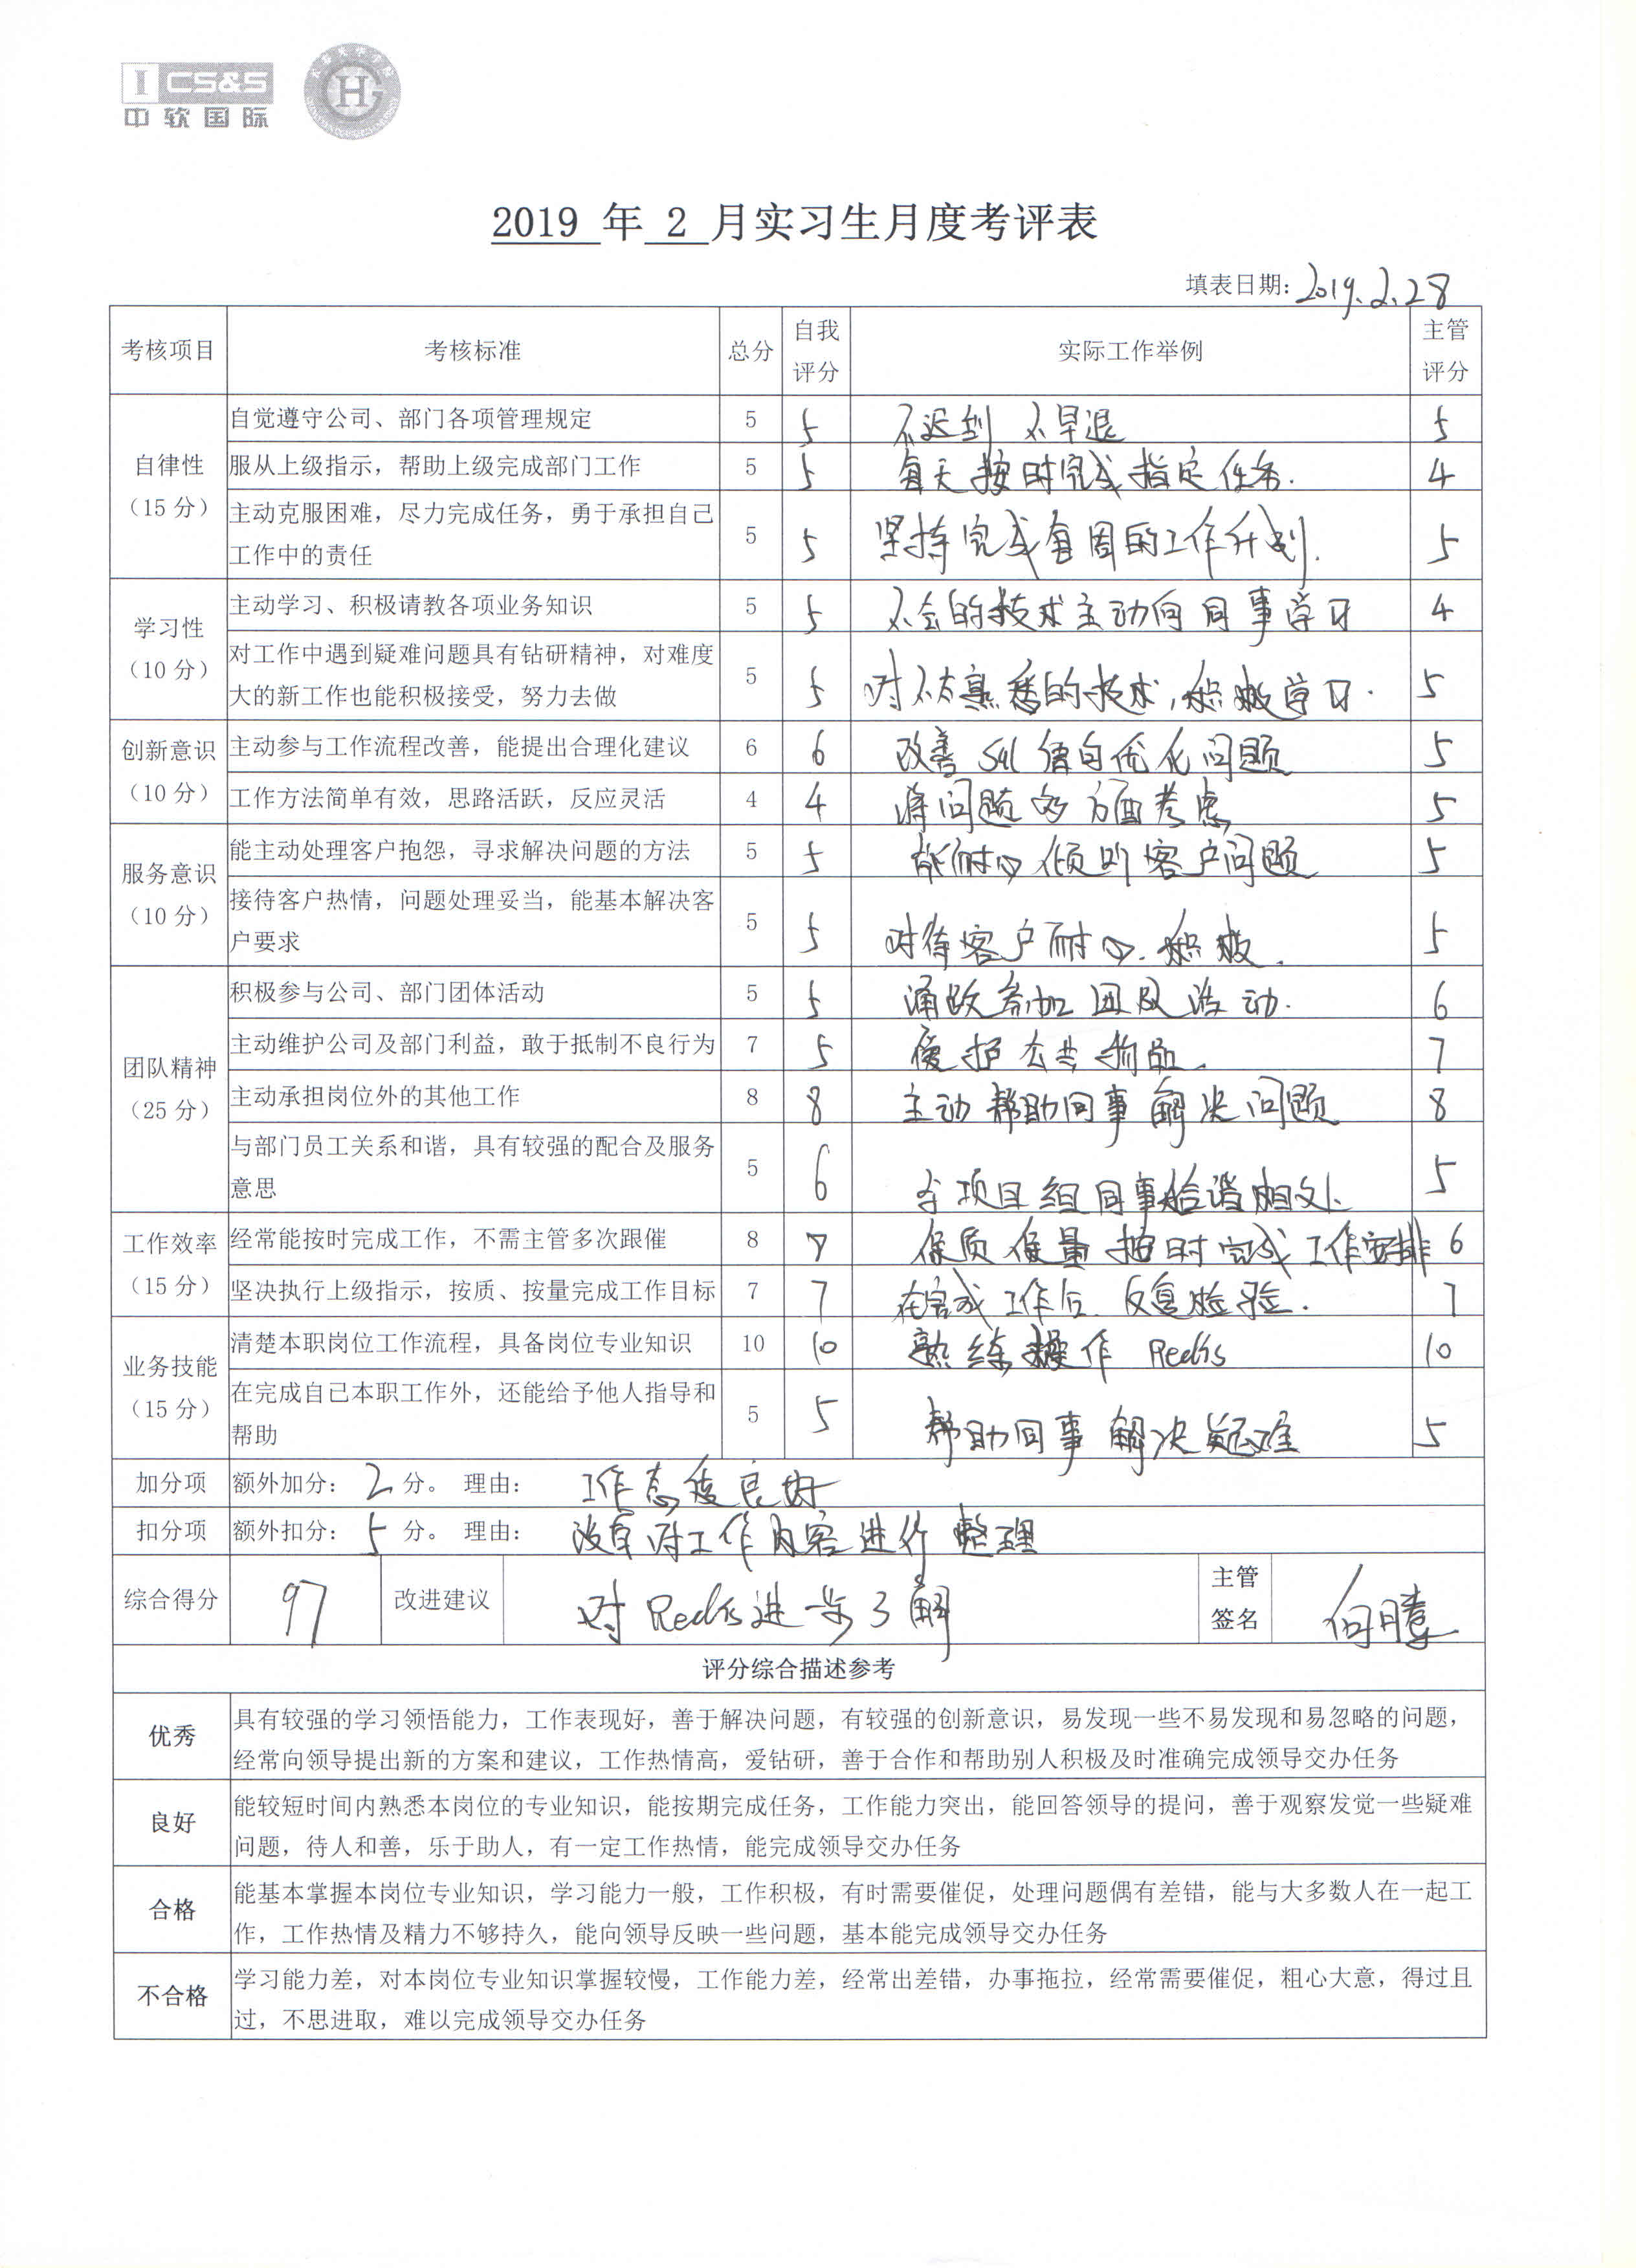 I CS&S
中软国际
HG
2019 年 2 月实习生月度考评表
填表日期：2019.2.28
考核项目 考核标准 总分 自我评分 实际工作举例 主管评分
自律性（15 分）
自觉遵守公司、部门各项管理规定 5 5 不迟到 不早退 5
服从上级指示，帮助上级完成部门工作 5 5 每天按时完成指定任务. 4
主动克服困难，尽力完成任务，勇于承担自己
工作中的责任 5 5 坚持完成每周的工作计划. 5
学习性（10 分）
主动学习、积极请教各项业务知识 5 5 不会的技术主动向同事学习 4
对工作中遇到疑难问题具有钻研精神，对难度
大的新工作也能积极接受，努力去做 5 5 对不太熟悉的技术，积极学习. 5
创新意识（10 分）
主动参与工作流程改善，能提出合理化建议 6 6 改善 Sql 语句优化问题 5
工作方法简单有效，思路活跃，反应灵活 4 4 将问题多方面考虑 5
服务意识（10 分）
能主动处理客户抱怨，寻求解决问题的方法 5 5 能耐心倾听客户问题 5
接待客户热情，问题处理妥当，能基本解决客
户要求 5 5 对待客户耐心. 积极. 5
团队精神（25 分）
积极参与公司、部门团体活动 5 5 参加团队活动. 6
主动维护公司及部门利益，敢于抵制不良行为 7 5 爱护公共物品. 7
主动承担岗位外的其他工作 8 8 主动帮助同事解决问题 8
与部门员工关系和谐，具有较强的配合及服务
意思 5 6 与项目组同事和谐相处 5
工作效率（15 分）
经常能按时完成工作，不需主管多次跟催 8 7 保质保量按时完成工作安排 6
坚决执行上级指示，按质、按量完成工作目标 7 7 在完成工作后. 反复检验. 7
业务技能（15 分）
清楚本职岗位工作流程，具备岗位专业知识 10 10 熟练操作 Redis 10
在完成自己本职工作外，还能给予他人指导和
帮助 5 5 帮助同事解决疑难 5
加分项 额外加分： 2 分。 理由： 工作态度良好
扣分项 额外扣分： 5 分。 理由： 没有对工作内容进行整理
综合得分 97 改进建议 对 Redis 进一步了解 主管签名 向腾
评分综合描述参考
优秀 具有较强的学习领悟能力，工作表现好，善于解决问题，有较强的创新意识，易发现一些不易发现和易忽略的问题，
经常向领导提出新的方案和建议，工作热情高，爱钻研，善于合作和帮助别人积极及时准确完成领导交办任务
良好 能较短时间内熟悉本岗位的专业知识，能按期完成任务，工作能力突出，能回答领导的提问，善于观察发觉一些疑难
问题，待人和善，乐于助人，有一定工作热情，能完成领导交办任务
合格 能基本掌握本岗位专业知识，学习能力一般，工作积极，有时需要催促，处理问题偶有差错，能与大多数人在一起工
作，工作热情及精力不够持久，能向领导反映一些问题，基本能完成领导交办任务
不合格 学习能力差，对本岗位专业知识掌握较慢，工作能力差，经常出差错，办事拖拉，经常需要催促，粗心大意，得过且
过，不思进取，难以完成领导交办任务